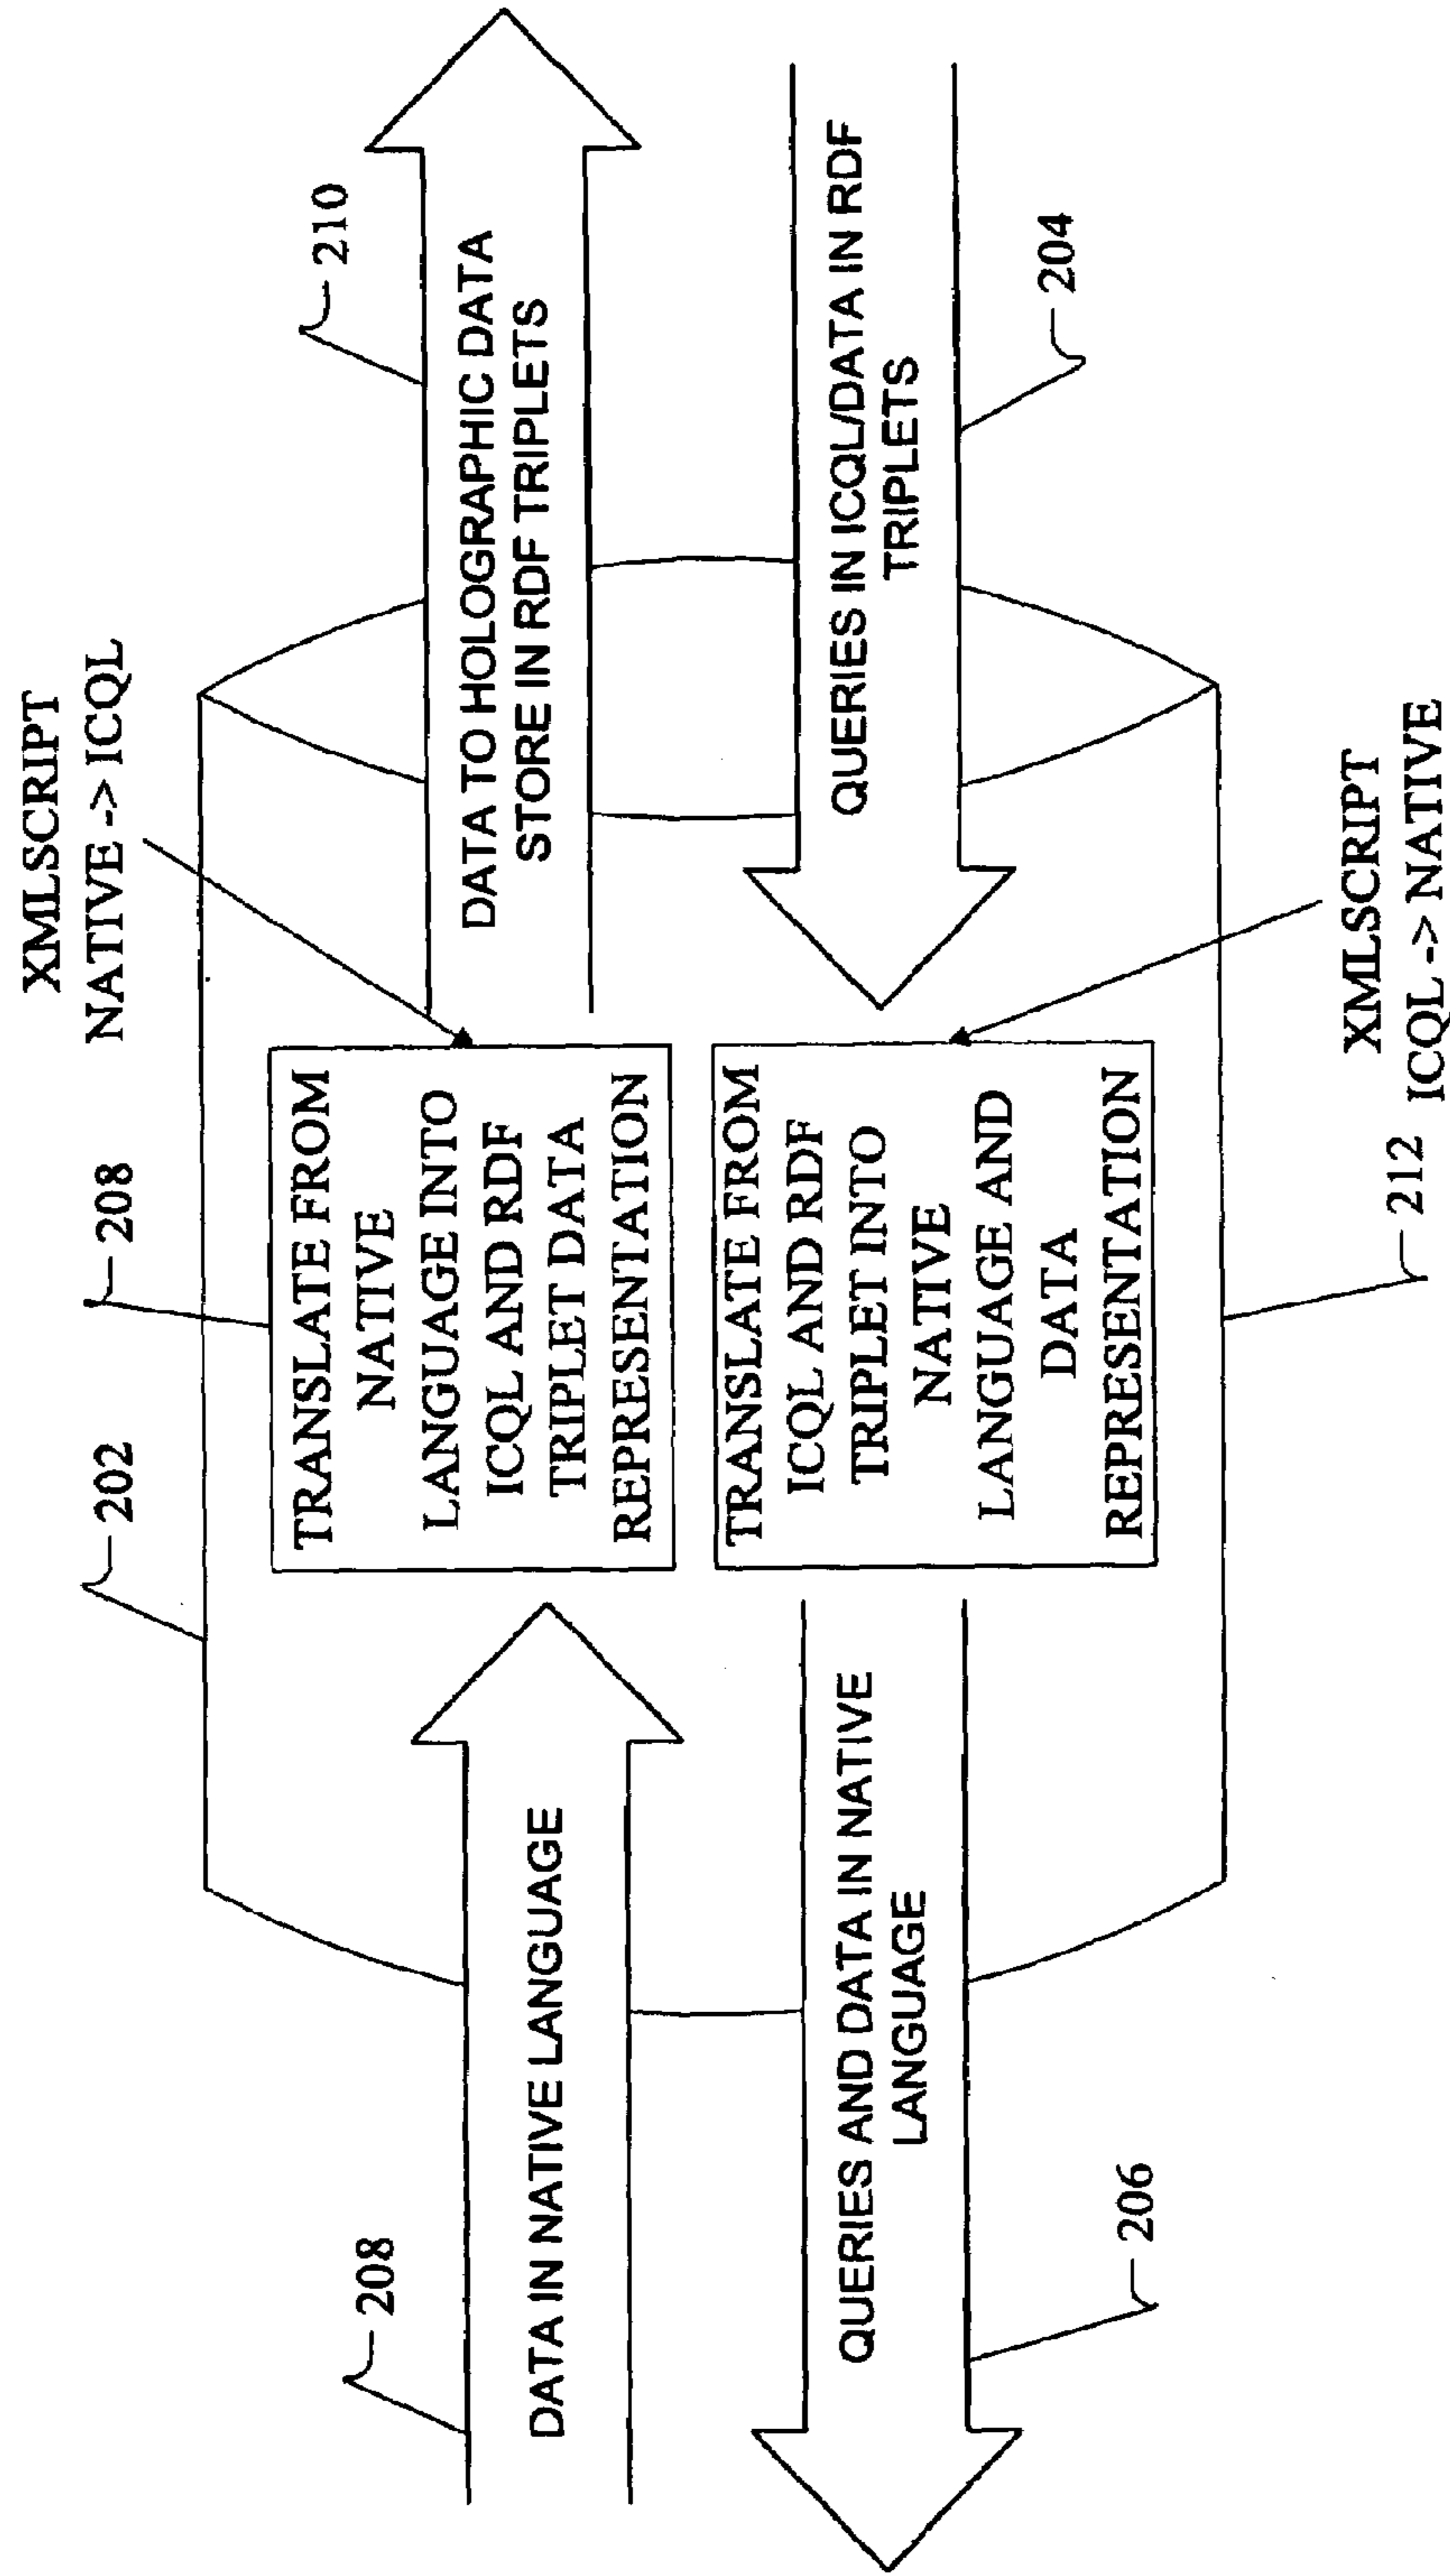 XMLSCRIPT
NATIVE -> ICQL
202
208
210
208
DATA IN NATIVE LANGUAGE
TRANSLATE FROM
NATIVE
LANGUAGE INTO
ICQL AND RDF
TRIPLET DATA
REPRESENTATION
DATA TO HOLOGRAPHIC DATA
STORE IN RDF TRIPLETS
QUERIES AND DATA IN NATIVE
LANGUAGE
TRANSLATE FROM
ICQL AND RDF
TRIPLET INTO
NATIVE
LANGUAGE AND
DATA
REPRESENTATION
QUERIES IN ICQL/DATA IN RDF
TRIPLETS
206
204
212
XMLSCRIPT
ICQL -> NATIVE